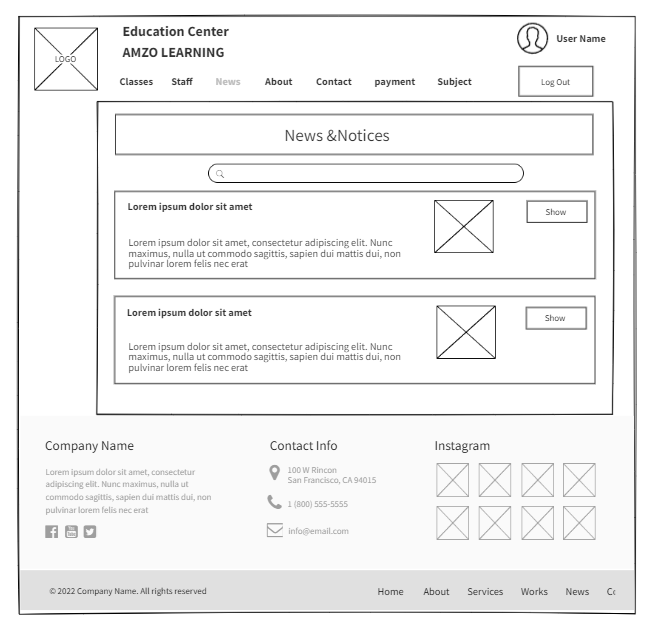 LOGO
Education Center
AMZO LEARNING
User Name
Classes Staff News About Contact payment Subject
Log Out
News &Notices
Lorem ipsum dolor sit amet
Show
Lorem ipsum dolor sit amet, consectetur adipiscing elit. Nunc
maximus, nulla ut commodo sagittis, sapien dui mattis dui, non
pulvinar lorem felis nec erat
Lorem ipsum dolor sit amet
Show
Lorem ipsum dolor sit amet, consectetur adipiscing elit. Nunc
maximus, nulla ut commodo sagittis, sapien dui mattis dui, non
pulvinar lorem felis nec erat
Company Name
Lorem ipsum dolor sit amet, consectetur
adipiscing elit. Nunc maximus, nulla ut
commodo sagittis, sapien dui mattis dui, non
pulvinar lorem felis nec erat
Contact Info
100 W Rincon
San Francisco, CA 94015
1 (800) 555-5555
info@email.com
Instagram
© 2022 Company Name. All rights reserved
Home About Services Works News